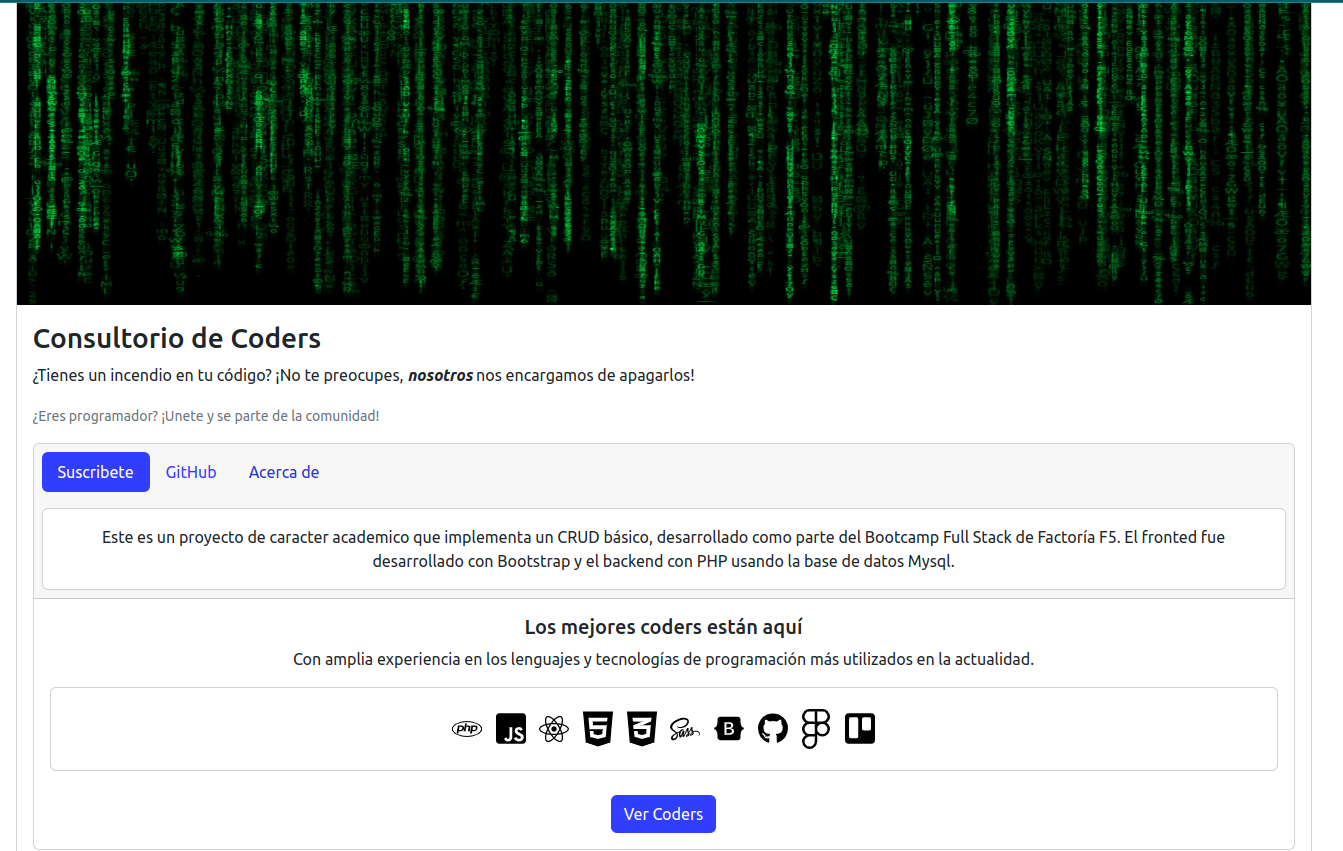 Consultorio de Coders
¿Tienes un incendio en tu código? ¡No te preocupes, nosotros nos encargamos de apagarlos!
¿Eres programador? ¡Unete y se parte de la comunidad!
Suscribete GitHub Acerca de
Este es un proyecto de caracter academico que implementa un CRUD básico, desarrollado como parte del Bootcamp Full Stack de Factoría F5. El fronted fue
desarrollado con Bootstrap y el backend con PHP usando la base de datos Mysql.
Los mejores coders están aquí
Con amplia experiencia en los lenguajes y tecnologías de programación más utilizados en la actualidad.
php JS 5 3 Sass B
Ver Coders